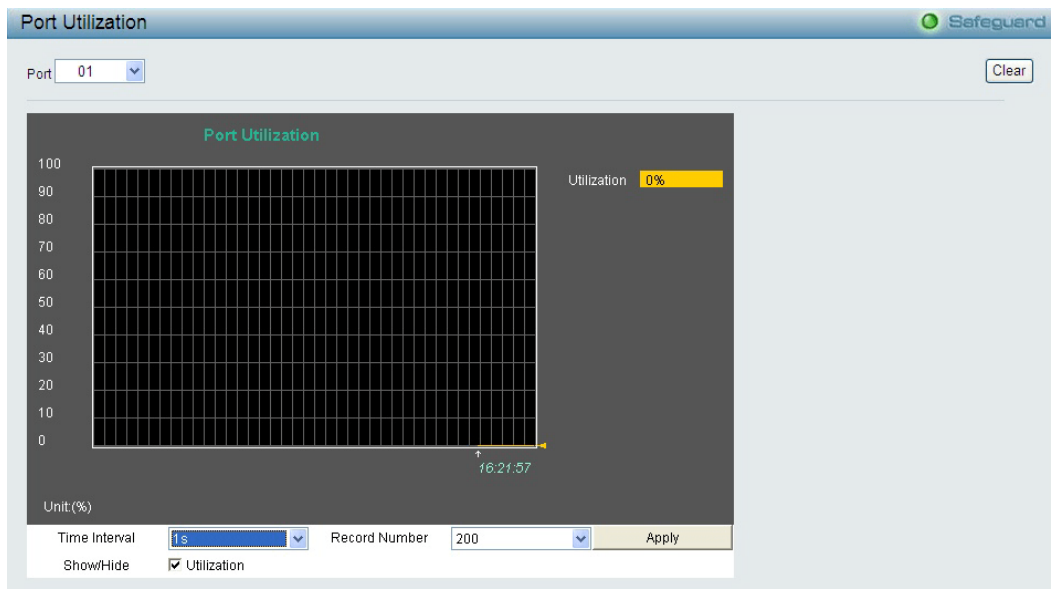 Port Utilization
Safeguard
Port 01
Clear
Port Utilization
100
90
80
70
60
50
40
30
20
10
0
Utilization 0%
16:21:57
Unit:(%)
Time Interval 1s Record Number 200 Apply
Show/Hide Utilization